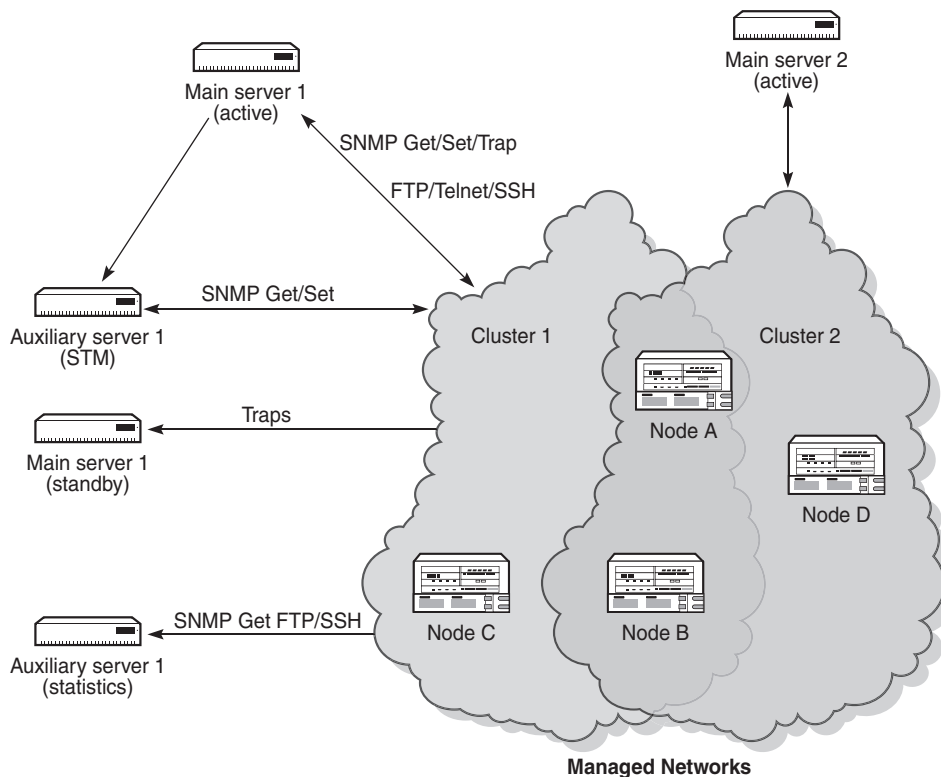 Main server 1
(active)
Main server 2
(active)
SNMP Get/Set/Trap
FTP/Telnet/SSH
SNMP Get/Set
Auxiliary server 1
(STM)
Cluster 1
Cluster 2
Traps
Main server 1
(standby)
Node A
Node D
SNMP Get FTP/SSH
Node C
Node B
Auxiliary server 1
(statistics)
Managed Networks